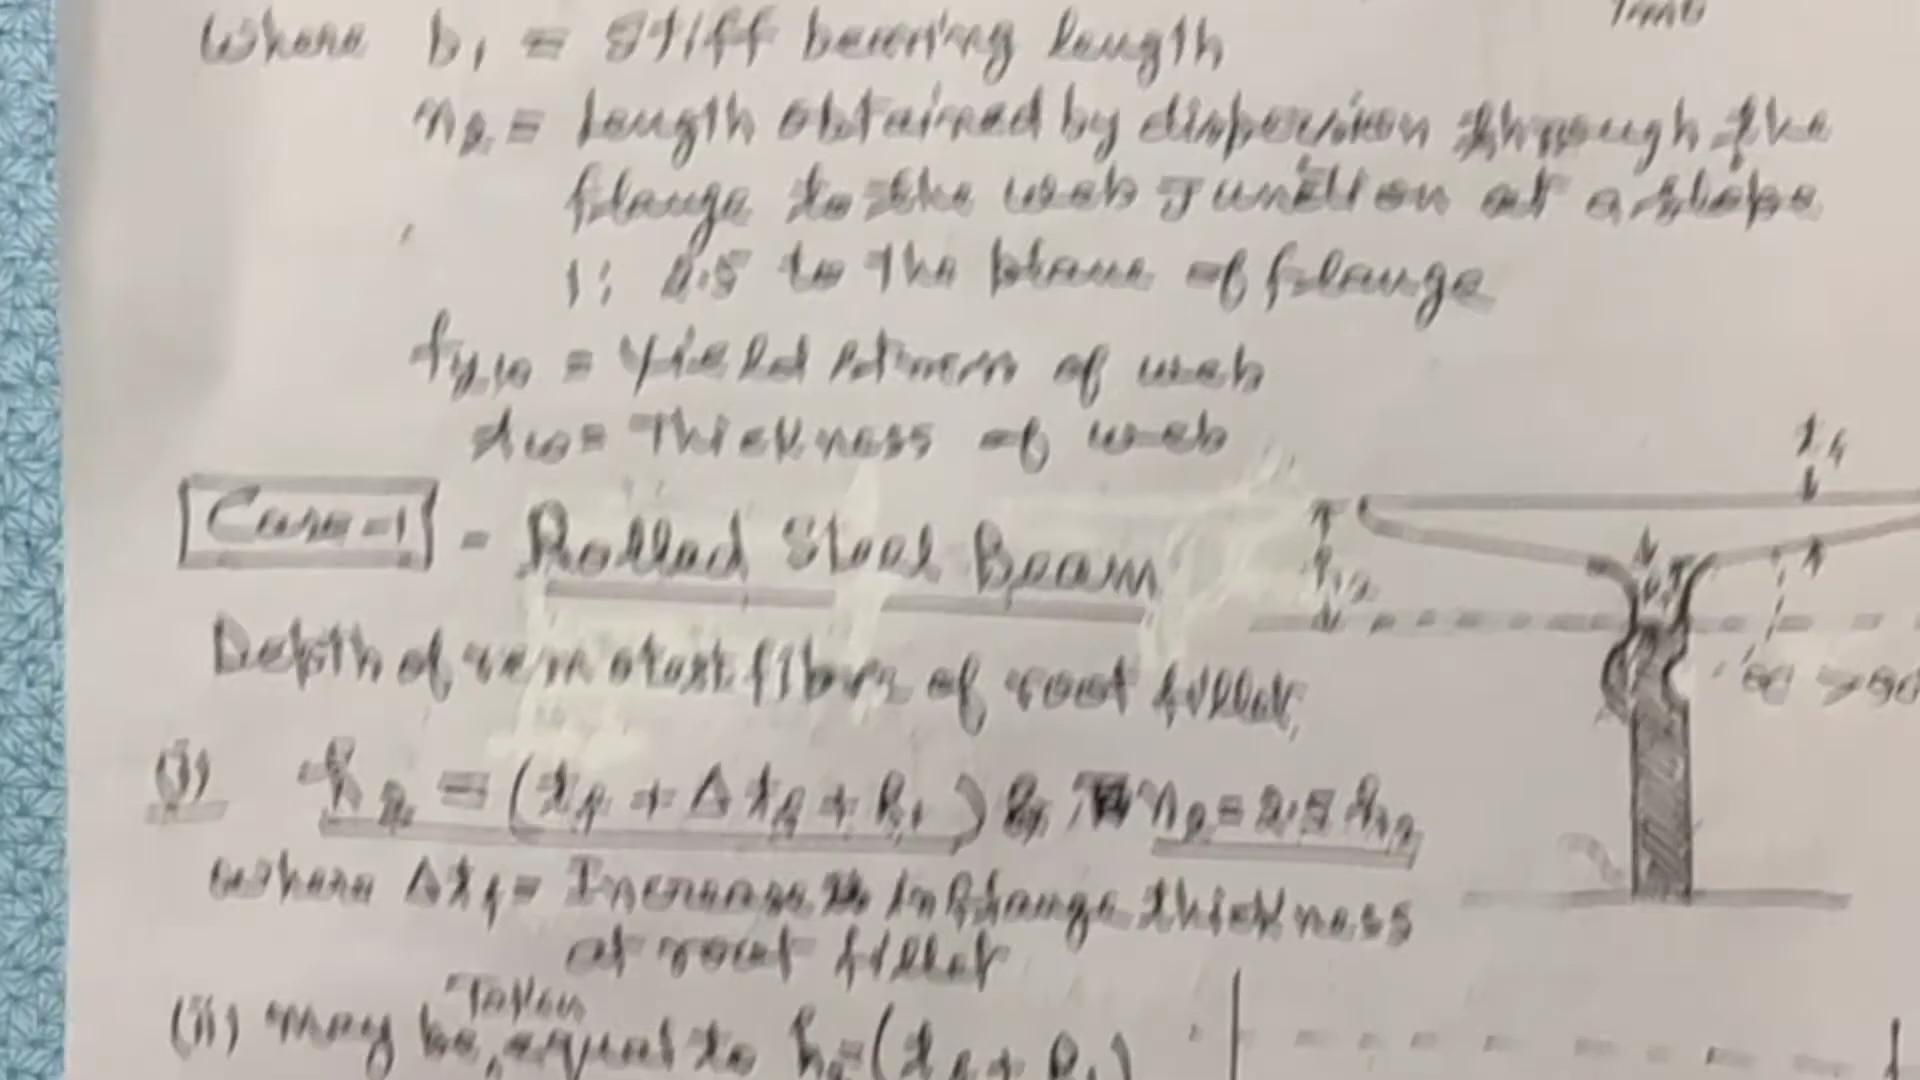 where b₁ = stiff bearing length
n₂ = length obtained by dispersion through the
flange to the web junction at a slope
1: 2.5 to the plane of flange
fyw = yield stress of web
tw = Thickness of web
tf
Case-1 - Rolled Steel Beam
h₂
Depth of remotest fibre of root fillet,
(i) h₂ = (tf + Δtf + R₁) & n₂ = 2.5 h₂
where Δtf = Increase in flange thickness
at root fillet
Taken
(ii) may be equal to h₂ = (tf + R₁)